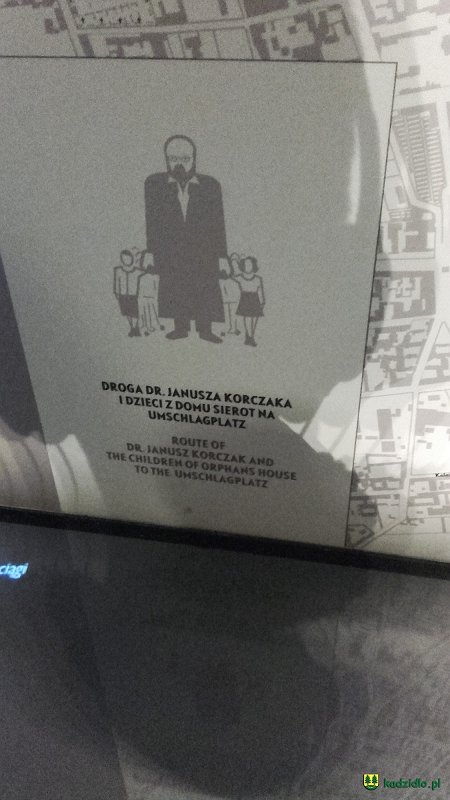 DROGA DR. JANUSZA KORCZAKA
I DZIECI Z DOMU SIEROT NA
UMSCHLAGPLATZ
ROUTE OF
DR. JANUSZ KORCZAK AND
THE CHILDREN OF ORPHANS HOUSE
TO THE UMSCHLAGPLATZ
ciągi
kadzidlo.pl